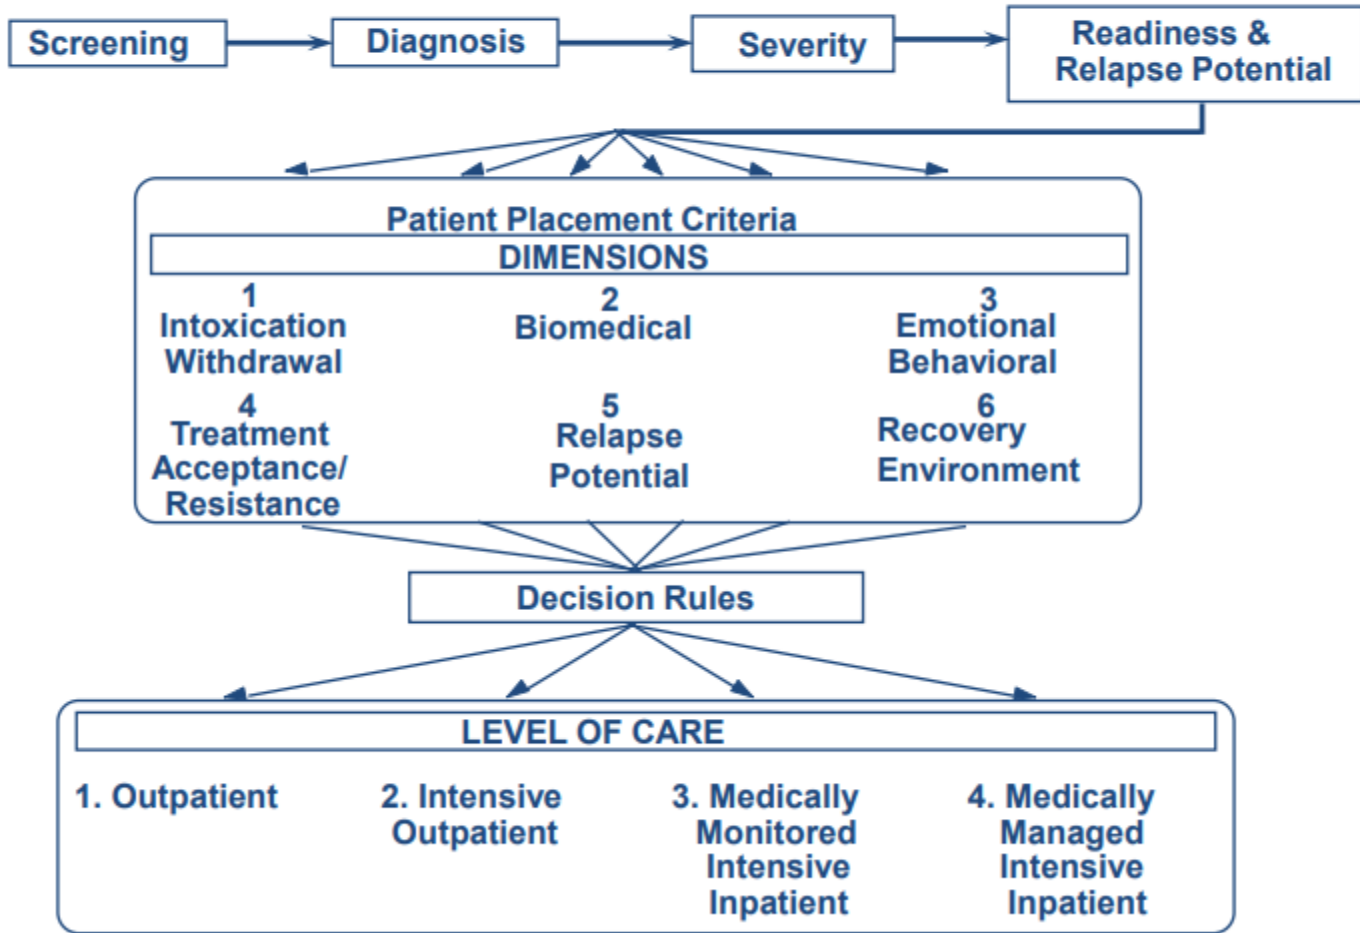 Screening
Diagnosis
Severity
Readiness &
Relapse Potential
Patient Placement Criteria
DIMENSIONS
1
Intoxication
Withdrawal
2
Biomedical
3
Emotional
Behavioral
4
Treatment
Acceptance/
Resistance
5
Relapse
Potential
6
Recovery
Environment
Decision Rules
LEVEL OF CARE
1. Outpatient
2. Intensive
Outpatient
3. Medically
Monitored
Intensive
Inpatient
4. Medically
Managed
Intensive
Inpatient